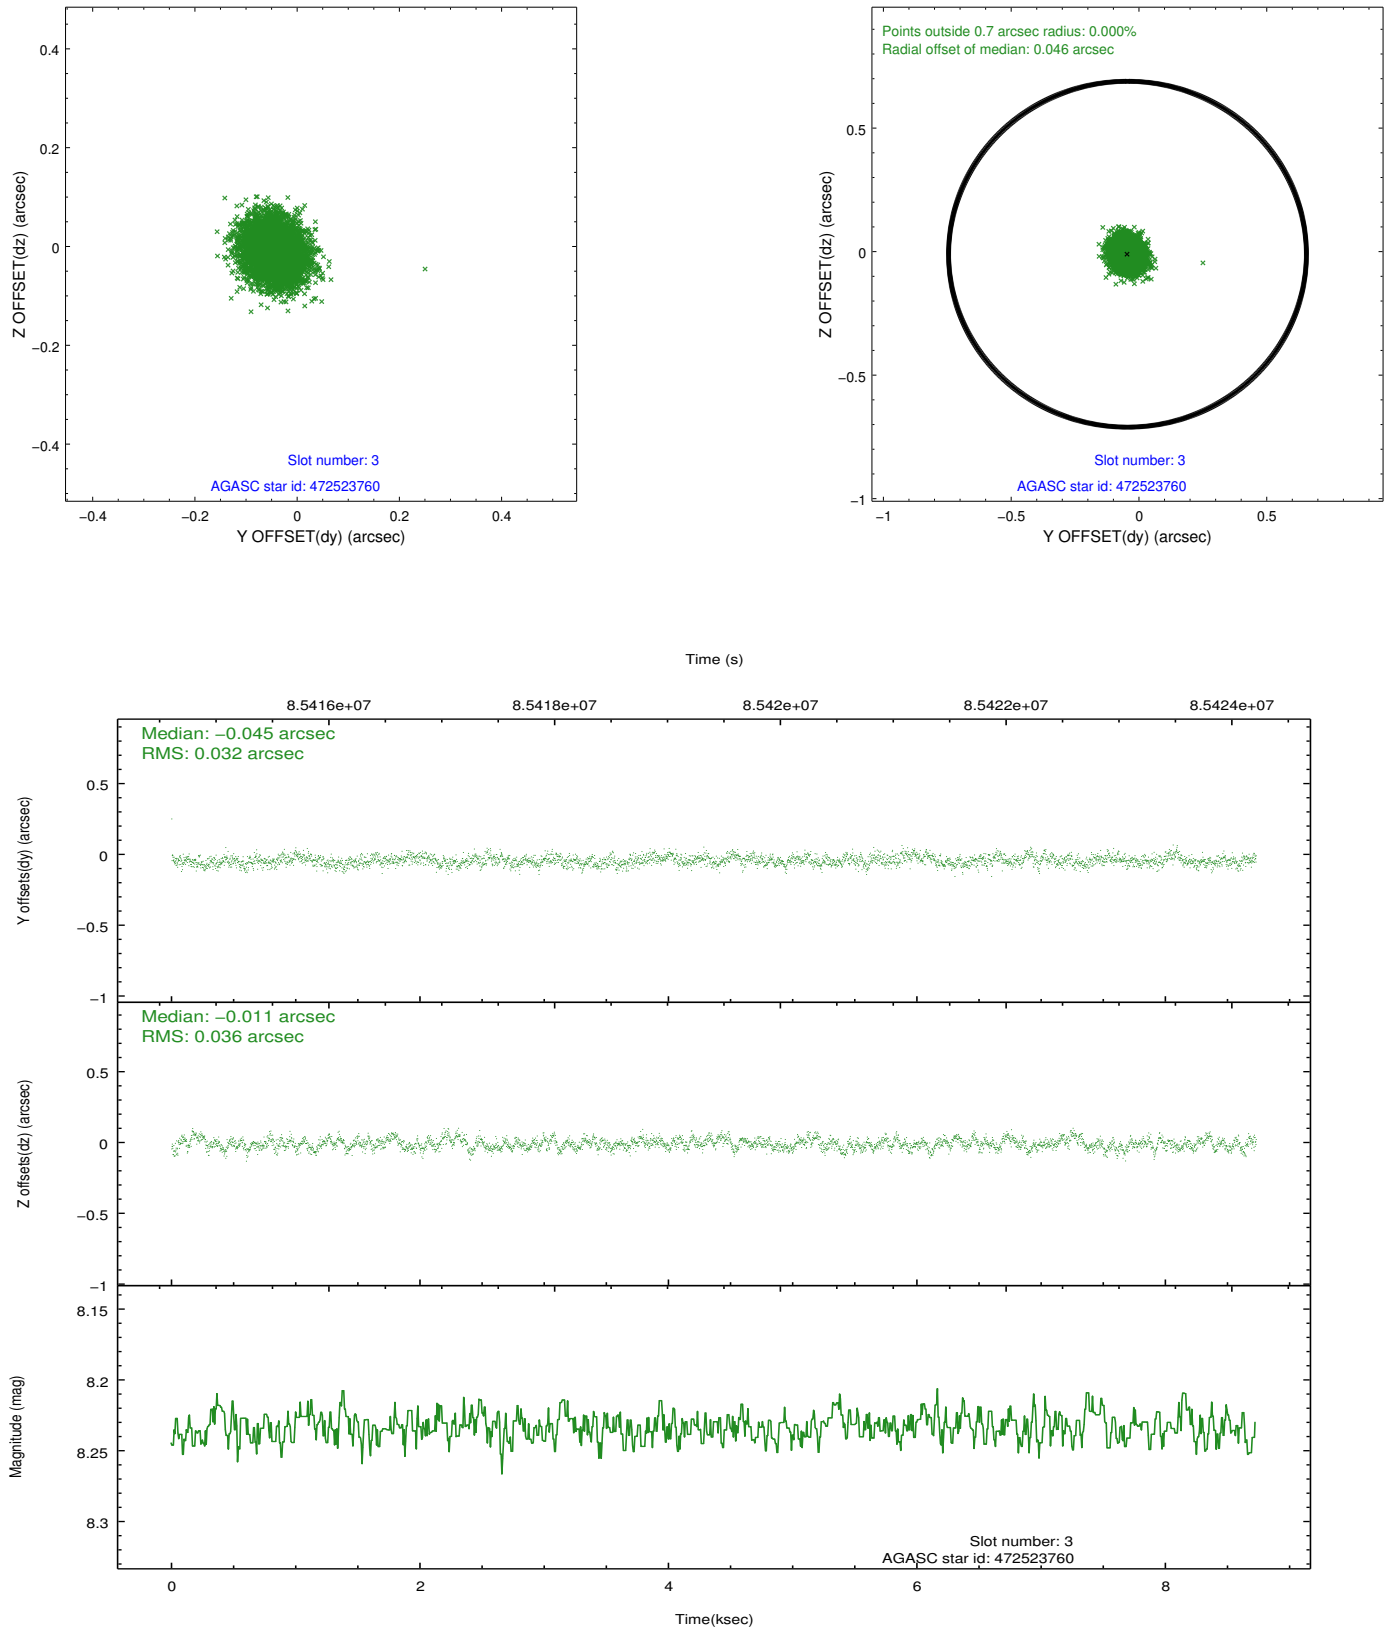 0.4
0.2
0
−0.2
−0.4
Z OFFSET(dz) (arcsec)
Slot number: 3
AGASC star id: 472523760
−0.4 −0.2 0 0.2 0.4
Y OFFSET(dy) (arcsec)
Points outside 0.7 arcsec radius: 0.000%
Radial offset of median: 0.046 arcsec
0.5
0
−0.5
−1
Z OFFSET(dz) (arcsec)
Slot number: 3
AGASC star id: 472523760
−1 −0.5 0 0.5
Y OFFSET(dy) (arcsec)
Time (s)
8.5416e+07 8.5418e+07 8.542e+07 8.5422e+07 8.5424e+07
Median: −0.045 arcsec
RMS: 0.032 arcsec
0.5
0
−0.5
−1
Y offsets(dy) (arcsec)
Median: −0.011 arcsec
RMS: 0.036 arcsec
0.5
0
−0.5
−1
Z offsets(dz) (arcsec)
8.15
8.2
8.25
8.3
Magnitude (mag)
Slot number: 3
AGASC star id: 472523760
0 2 4 6 8
Time(ksec)